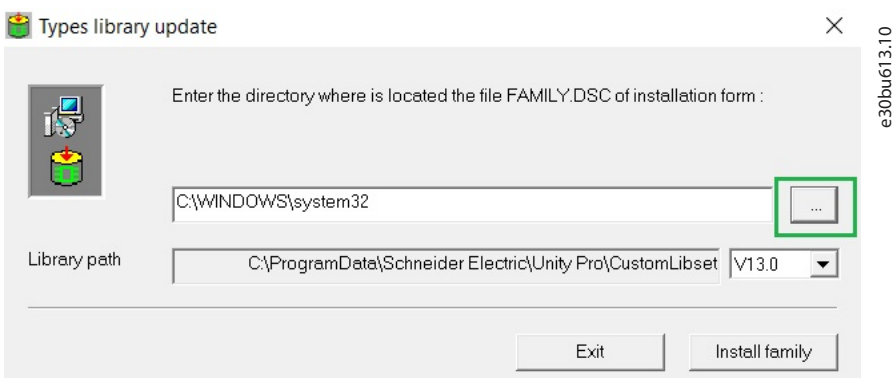 Types library update
Enter the directory where is located the file FAMILY.DSC of installation form :
C:\WINDOWS\system32
...
Library path
C:\ProgramData\Schneider Electric\Unity Pro\CustomLibset
V13.0
Exit
Install family
e30bu613.10